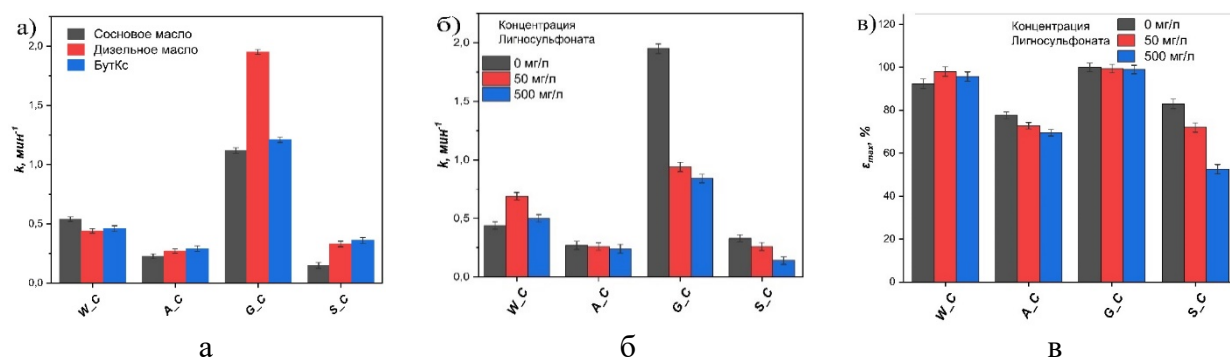 а)
Сосновое масло
Дизельное масло
БутКс
k, мин⁻¹
2,0
1,5
1,0
0,5
0,0
W_C
A_C
G_C
S_C
а
б)
Концентрация
Лигносульфоната
0 мг/л
50 мг/л
500 мг/л
k, мин⁻¹
2,0
1,5
1,0
0,5
0,0
W_C
A_C
G_C
S_C
б
в)
Концентрация
Лигносульфоната
0 мг/л
50 мг/л
500 мг/л
εmax, %
120
100
80
60
40
20
0
W_C
A_C
G_C
S_C
в